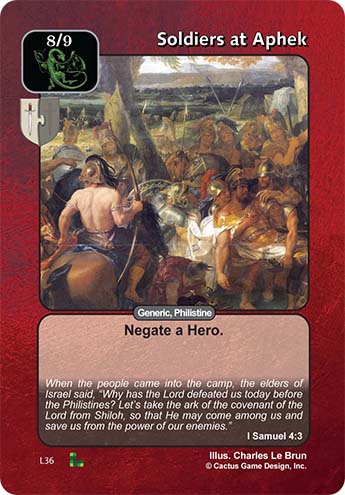 8/9
Soldiers at Aphek
Generic, Philistine
Negate a Hero.
When the people came into the camp, the elders of
Israel said, “Why has the Lord defeated us today before
the Philistines? Let’s take the ark of the covenant of the
Lord from Shiloh, so that He may come among us and
save us from the power of our enemies.”
I Samuel 4:3
L36
Illus. Charles Le Brun
© Cactus Game Design, Inc.